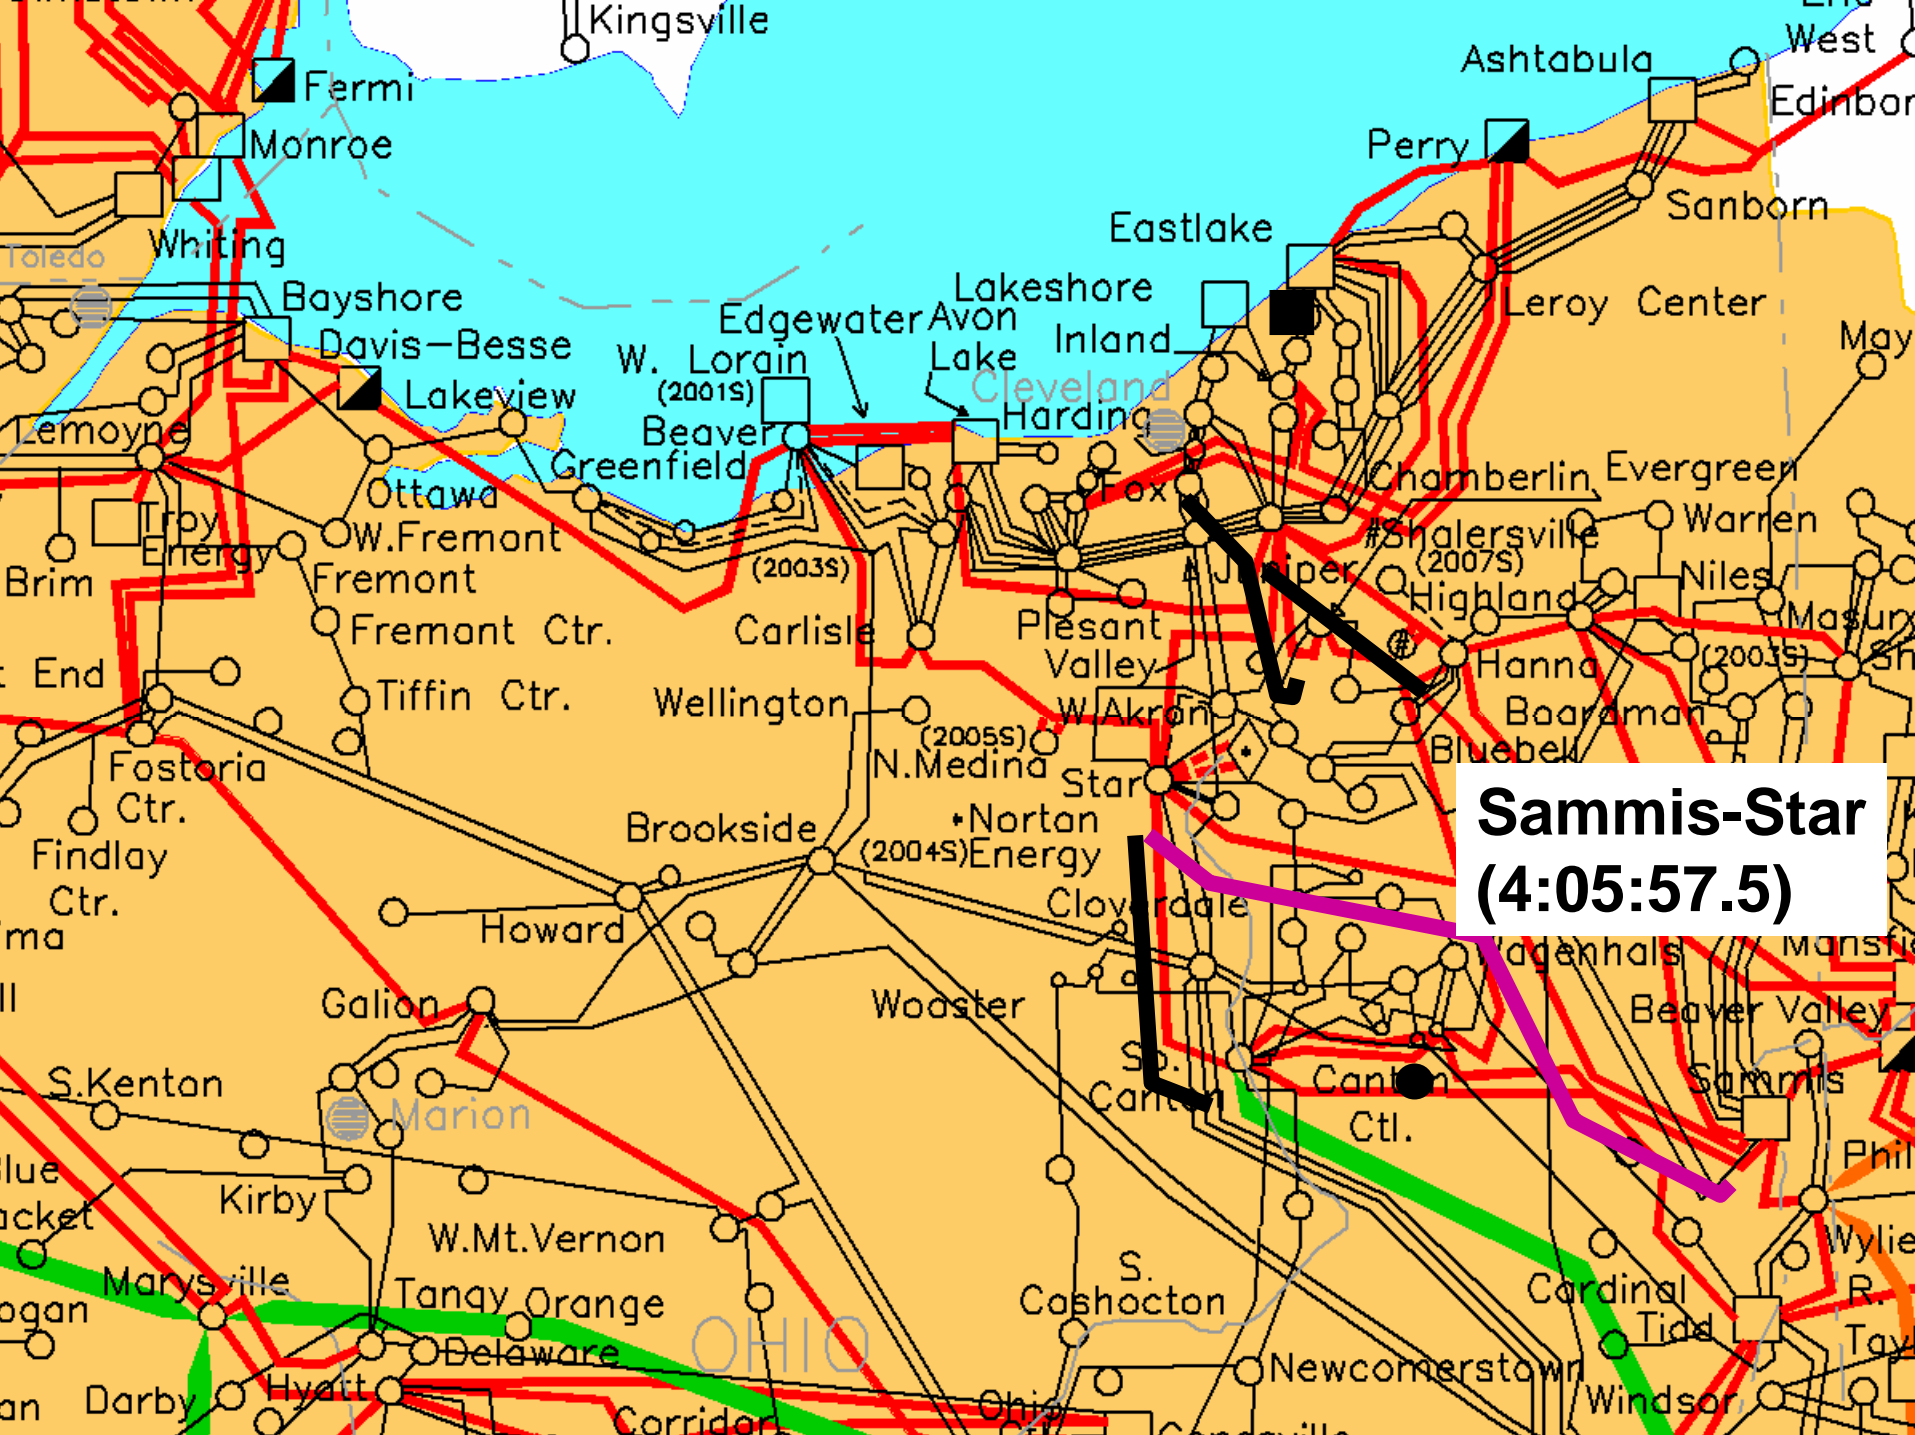 Kingsville
West
Ashtabula
Fermi
Monroe
Perry
Sanborn
Eastlake
Whiting
Toledo
Lakeshore
Bayshore
Leroy Center
Edgewater
Avon
Lake
Inland
Davis-Besse
W. Lorain
(2001S)
Lakeview
Cleveland
Harding
Beaver
Lemoyne
Greenfield
Fox
Chamberlin
Evergreen
Ottawa
Troy
Energy
W.Fremont
Warren
#Shalersville
(2007S)
(2003S)
Juniper
Brim
Fremont
Highland
Niles
Fremont Ctr.
Carlisle
Plesant
Valley
#
Hanna
(2003S)
End
Tiffin Ctr.
Wellington
W.Akron
Boardman
(2005S)
N.Medina
Bluebell
Fostoria
Ctr.
Star
Sammis-Star
(4:05:57.5)
Brookside
Norton
Energy
(2004S)
Findlay
Ctr.
Cloverdale
Howard
Wagenhals
Galion
Wooster
Beaver Valley
S.Kenton
So.
Canton
Canton
Ctl.
Sammis
Marion
Kirby
W.Mt.Vernon
Marysville
Tangy
Orange
S.
Coshocton
Cardinal
R.
Tidd
OHIO
Delaware
Newcomerstown
Darby
Hyatt
Windsor
Corridor
Ohio